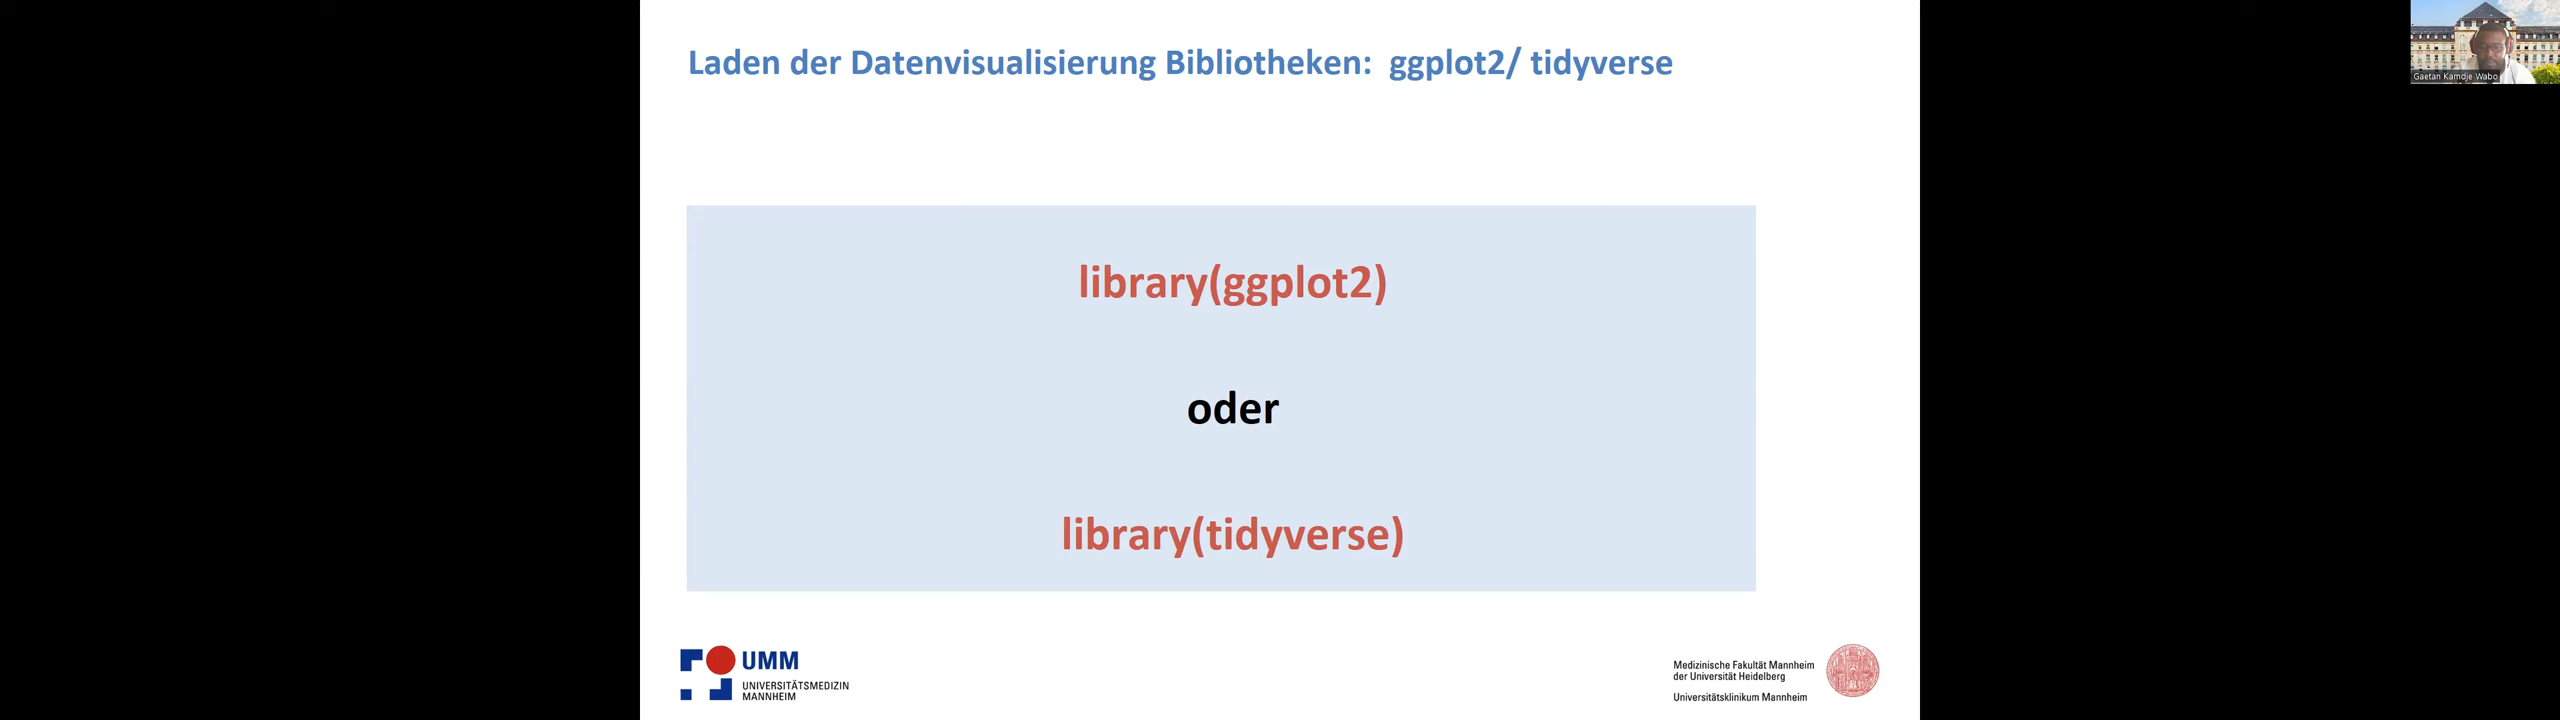 Laden der Datenvisualisierung Bibliotheken: ggplot2/ tidyverse
Gaetan Kamdje Wabo
library(ggplot2)
oder
library(tidyverse)
UMM
UNIVERSITÄTSMEDIZIN
MANNHEIM
Medizinische Fakultät Mannheim
der Universität Heidelberg
Universitätsklinikum Mannheim